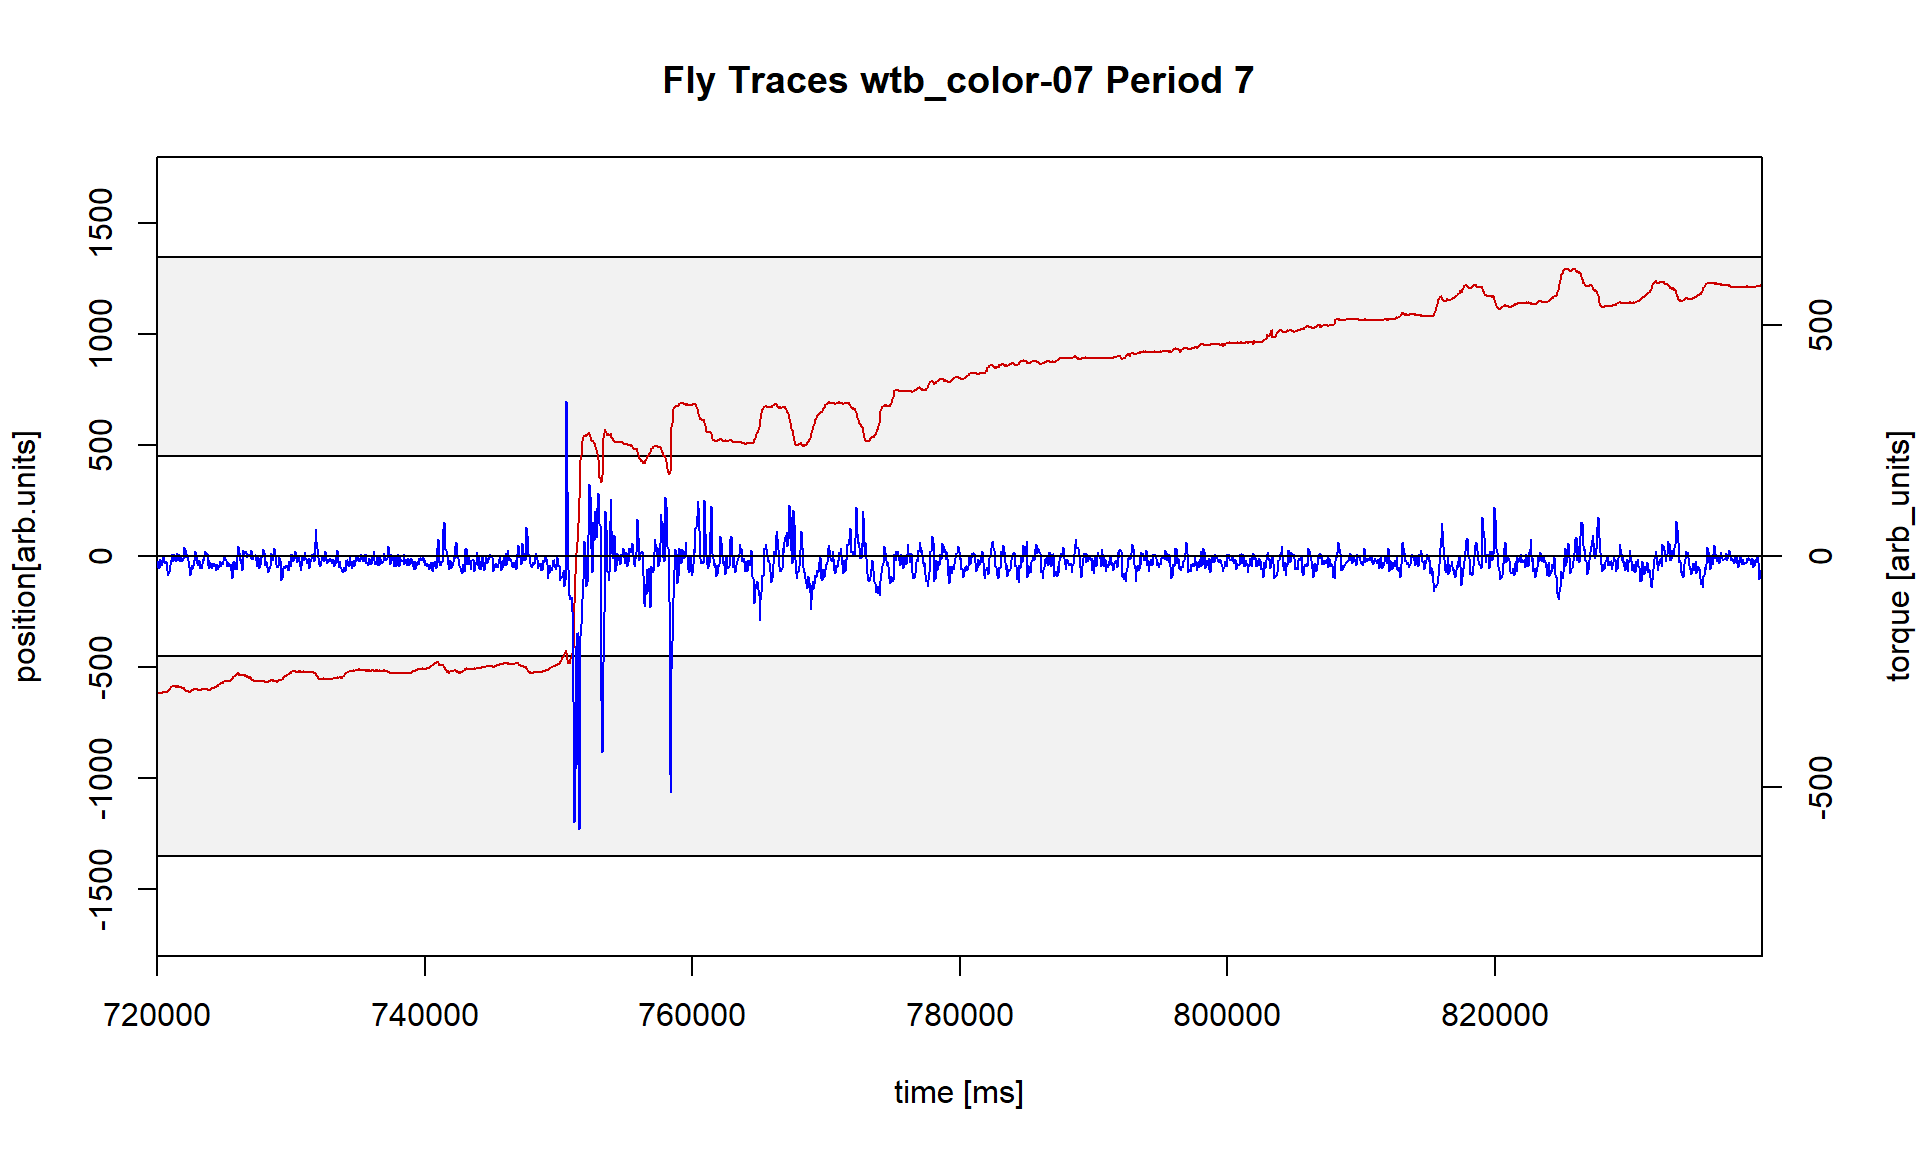 Fly Traces wtb_color-07 Period 7
position[arb.units]
1500
1000
500
0
-500
-1000
-1500
torque [arb_units]
500
0
-500
720000 740000 760000 780000 800000 820000
time [ms]